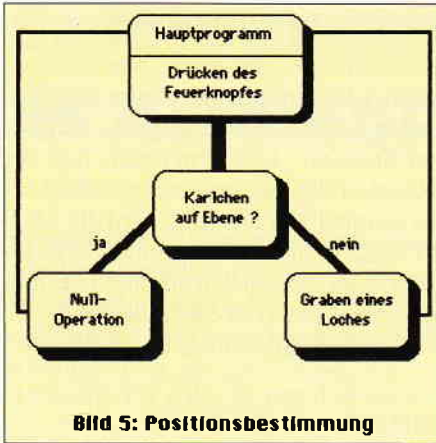 Hauptprogramm
Drücken des
Feuerknopfes
Karlchen
auf Ebene ?
ja
nein
Null-
Operation
Graben eines
Loches
Bild 5: Positionsbestimmung